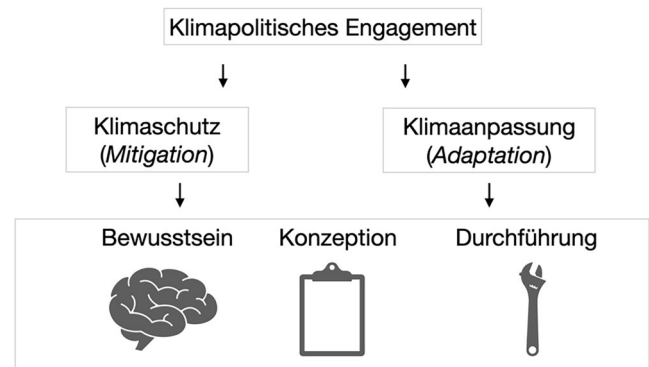 Klimapolitisches Engagement
Klimaschutz
(Mitigation)
Klimaanpassung
(Adaptation)
Bewusstsein Konzeption Durchführung